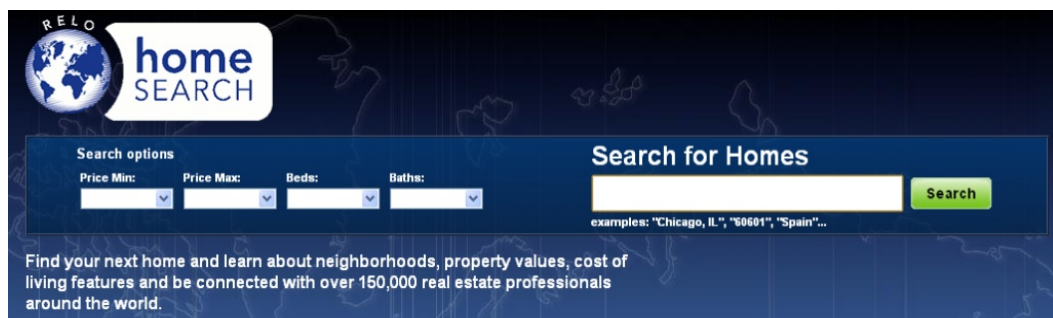 RELO
home
SEARCH
Search options
Price Min: Price Max: Beds: Baths:
Search for Homes
Search
examples: "Chicago, IL", "60601", "Spain"...
Find your next home and learn about neighborhoods, property values, cost of
living features and be connected with over 150,000 real estate professionals
around the world.